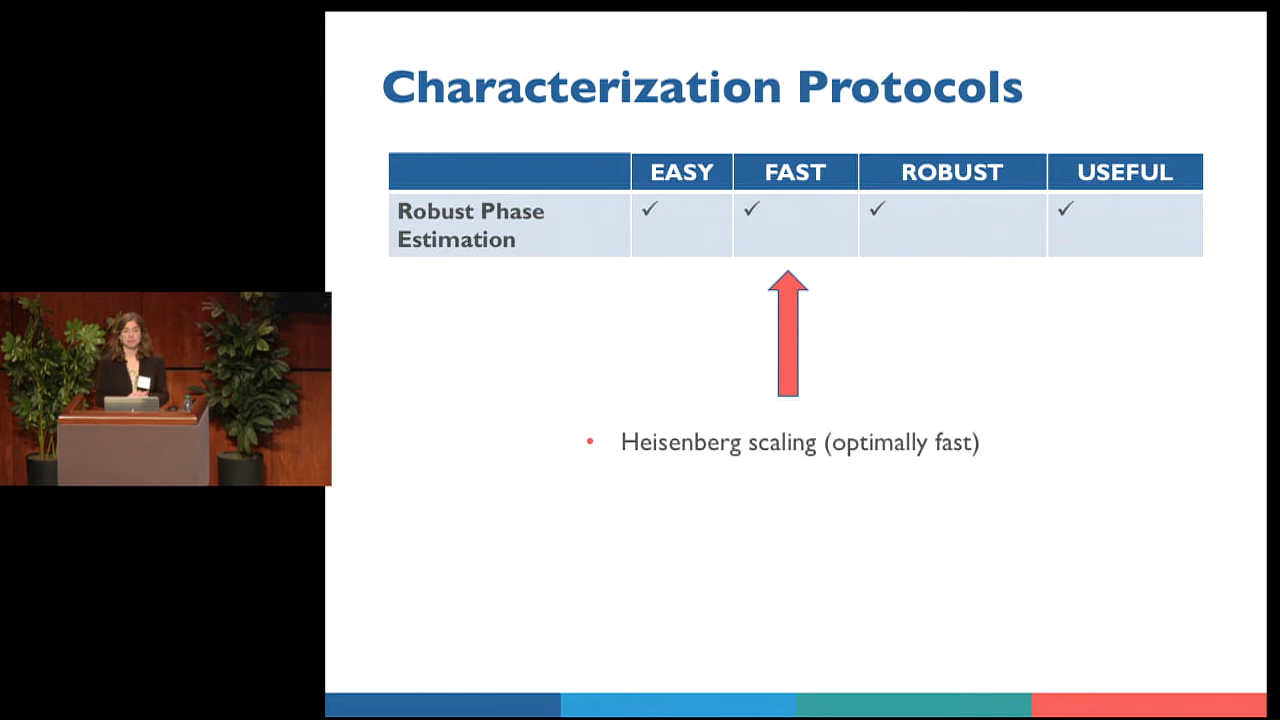 Characterization Protocols
EASY FAST ROBUST USEFUL
Robust Phase
Estimation
✓ ✓ ✓ ✓
• Heisenberg scaling (optimally fast)